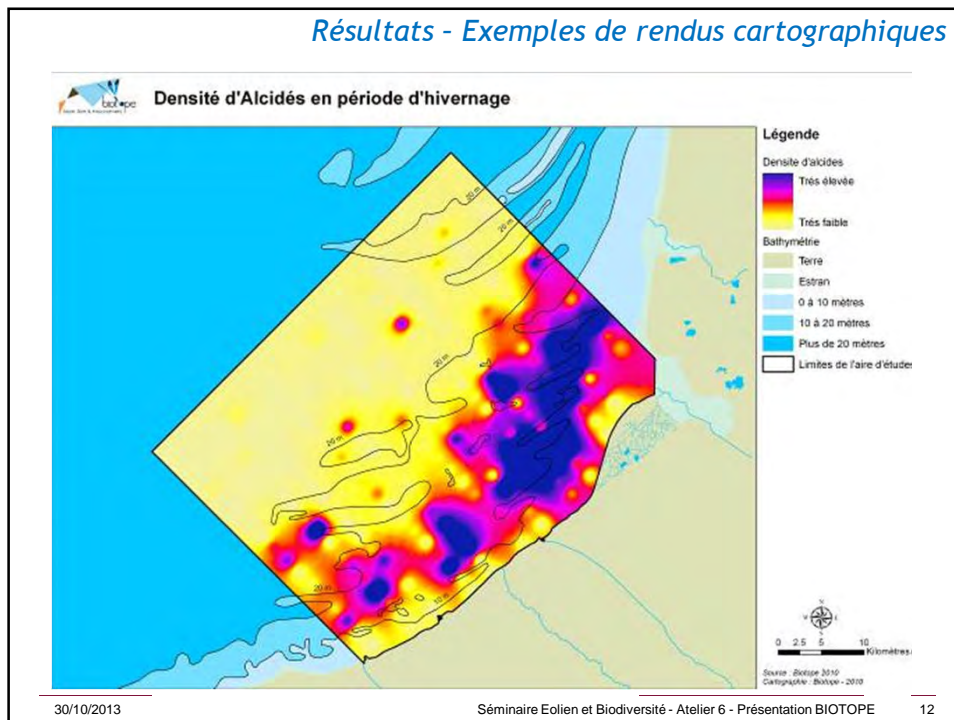 Résultats – Exemples de rendus cartographiques
biotope
Densité d'Alcidés en période d'hivernage
Légende
Densite d'alcides
Trés élevée
Trés faible
Bathymétrie
Terre
Estran
0 à 10 mètres
10 à 20 mètres
Plus de 20 mètres
Limites de l'aire d'études
20 m
20 m
20 m
20 m
20 m
10 m
N
W E
S
0 2.5 5 10
Kilomètres
Source : Biotope 2010
Cartographie : Biotope - 2010
30/10/2013 Séminaire Eolien et Biodiversité - Atelier 6 - Présentation BIOTOPE 12